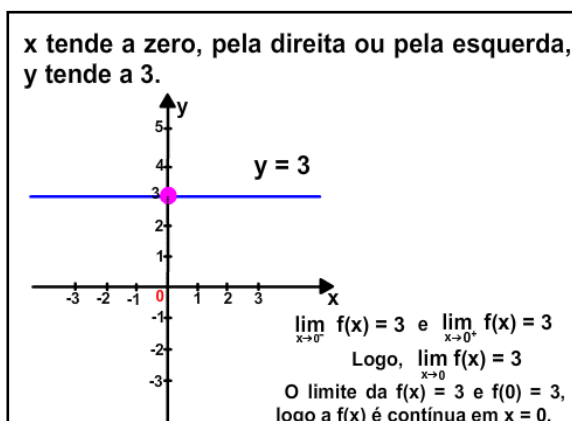 x tende a zero, pela direita ou pela esquerda,
y tende a 3.
y
5
4
y = 3
3
2
1
-3 -2 -1 0 1 2 3 x
-1
-2
-3
lim x→0⁻ f(x) = 3 e lim x→0⁺ f(x) = 3
Logo, lim x→0 f(x) = 3
O limite da f(x) = 3 e f(0) = 3,
logo a f(x) é contínua em x = 0.